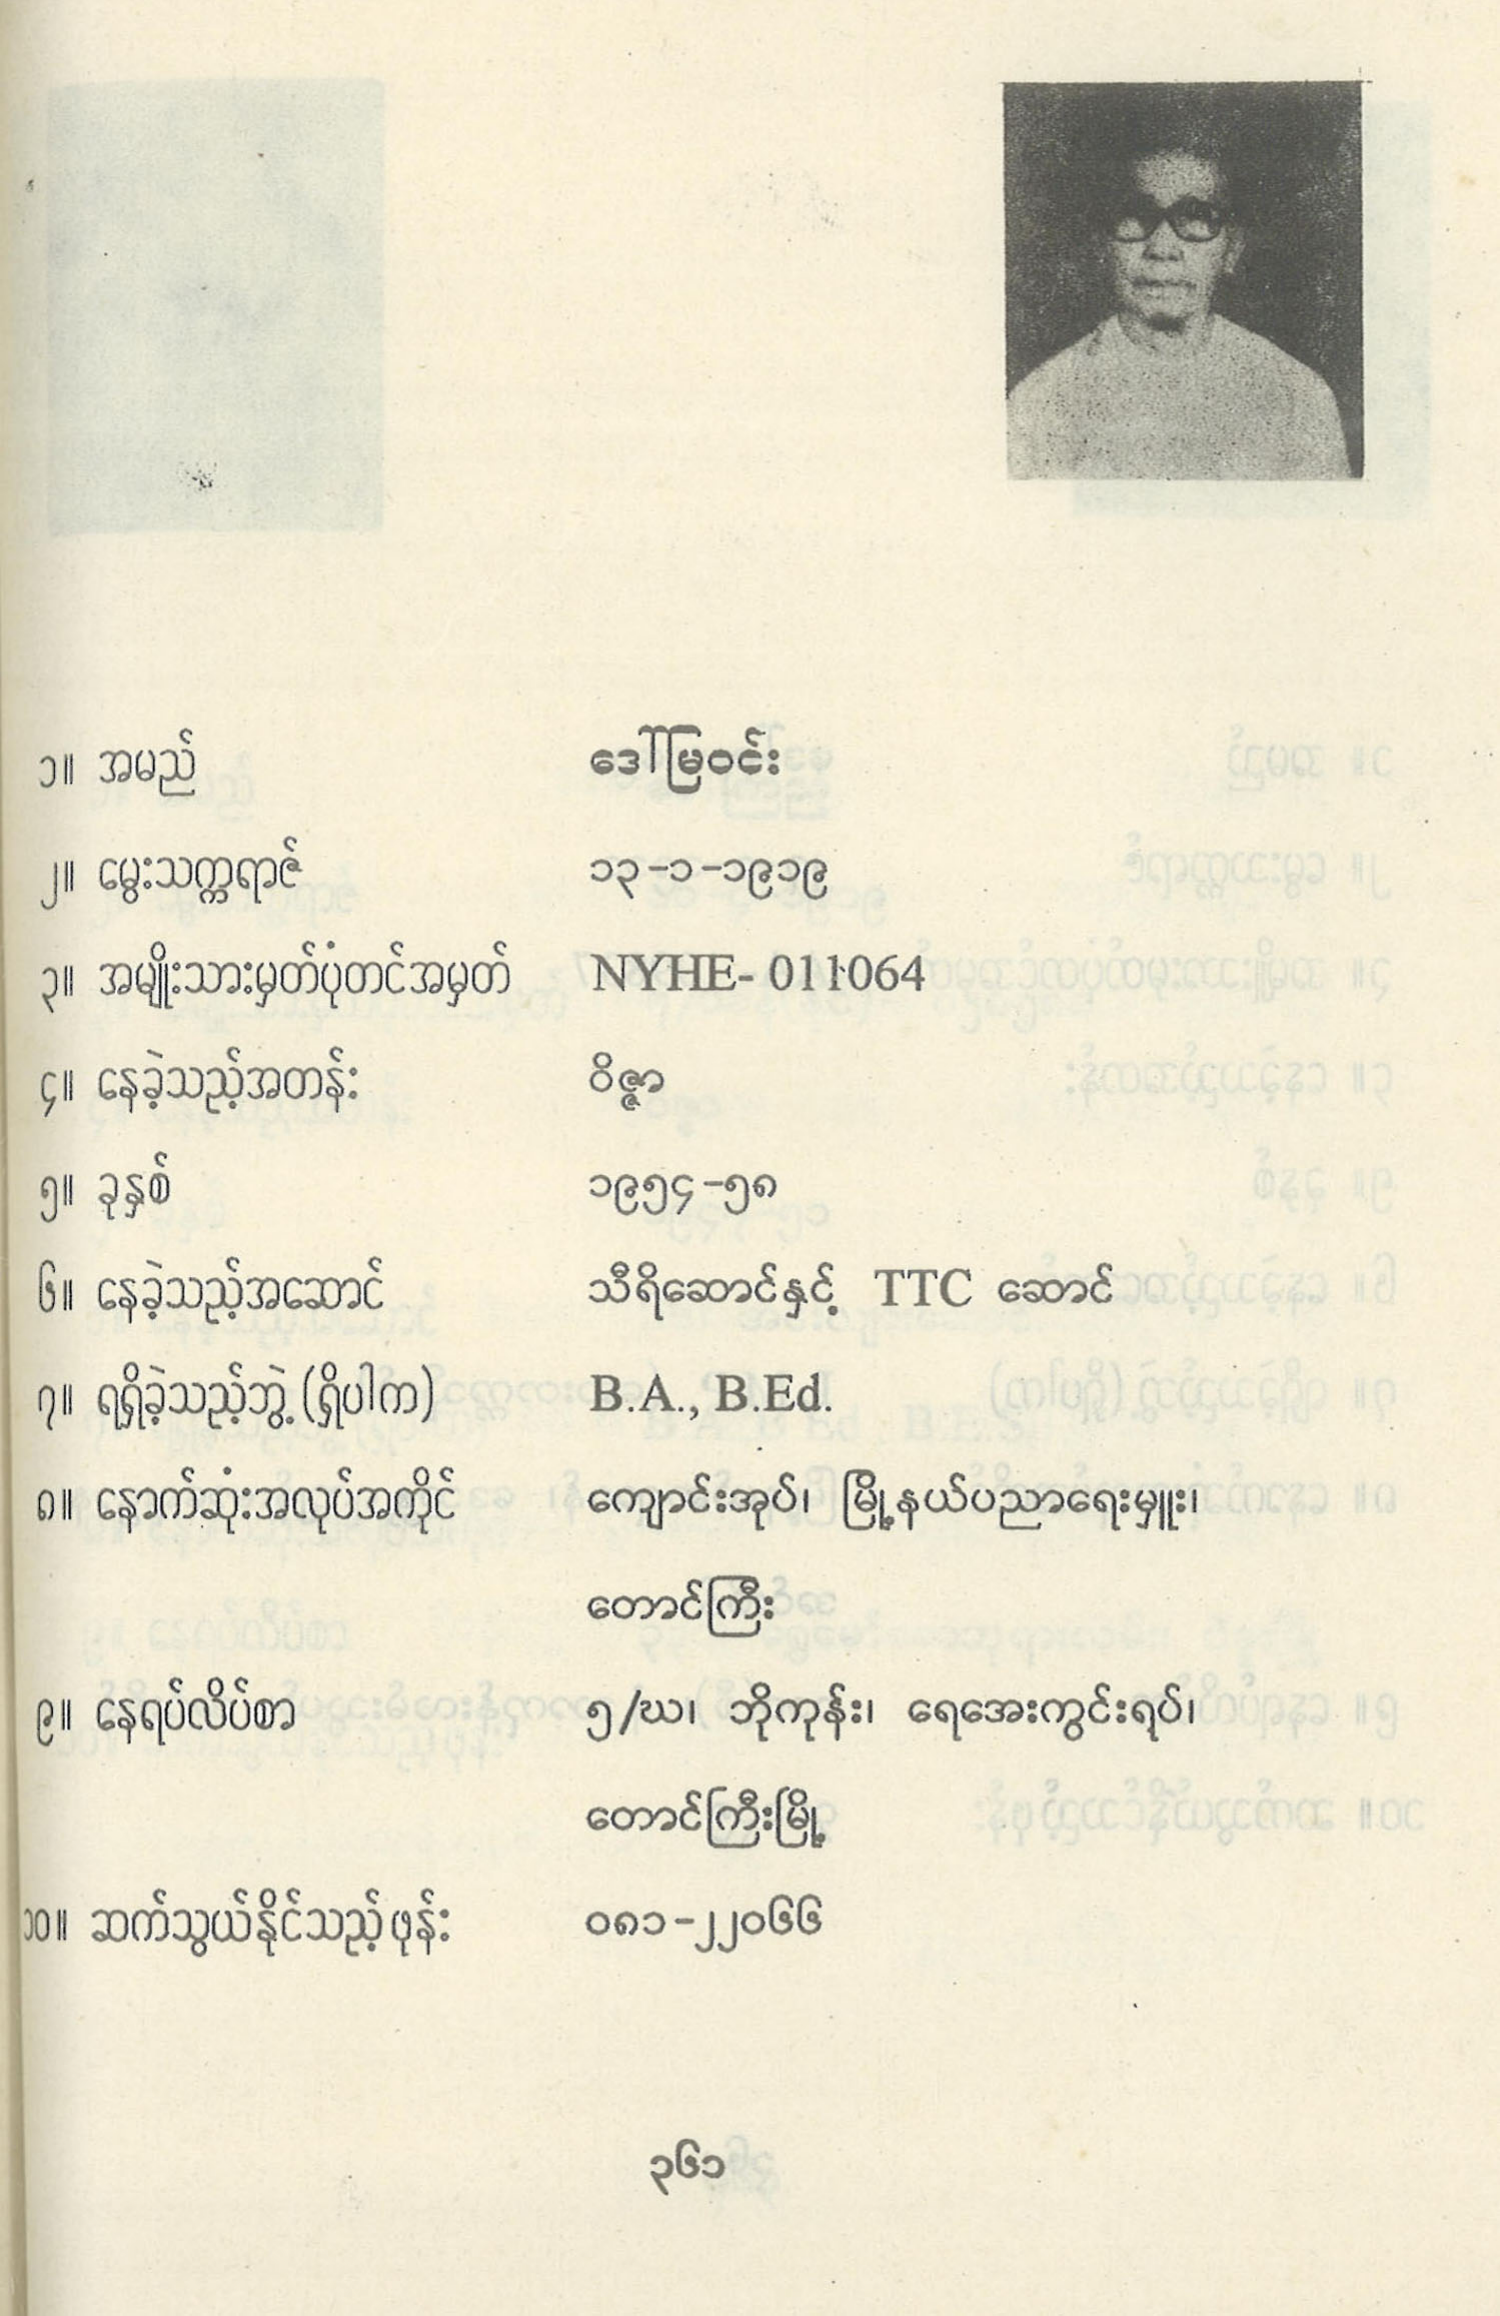 ၁။ အမည် ဒေါ်မြဝင်း
၂။ မွေးသက္ကရာဇ် ၁၃-၁-၁၉၁၉
၃။ အမျိုးသားမှတ်ပုံတင်အမှတ် NYHE- 011064
၄။ နေခဲ့သည့်အတန်း ဝိဇ္ဇာ
၅။ ခုနှစ် ၁၉၅၄-၅၈
၆။ နေခဲ့သည့်အဆောင် သီရိဆောင်နှင့် TTC ဆောင်
၇။ ရရှိခဲ့သည့်ဘွဲ့(ရှိပါက) B.A., B.Ed.
၈။ နောက်ဆုံးအလုပ်အကိုင် ကျောင်းအုပ်၊ မြို့နယ်ပညာရေးမှူး၊
တောင်ကြီး
၉။ နေရပ်လိပ်စာ ၅/ဃ၊ ဘိုကုန်း၊ ရေအေးကွင်းရပ်၊
တောင်ကြီးမြို့
၁၀။ ဆက်သွယ်နိုင်သည့်ဖုန်း ၀၈၁-၂၂၀၆၆
၃၆၁